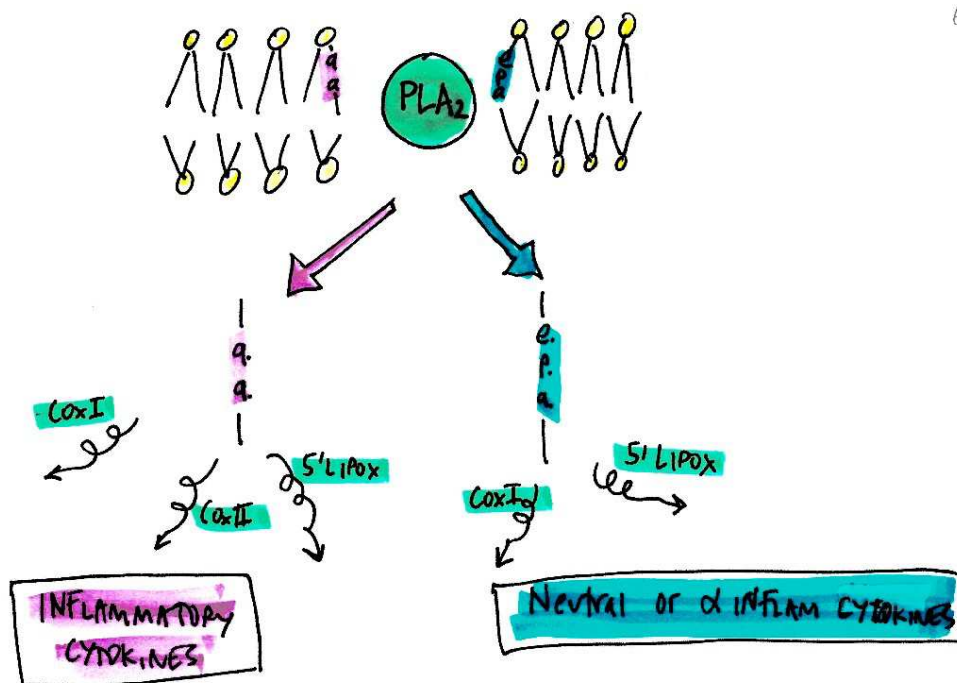 a
a
PLA₂
e
p
a
a.
a.
e.
p.
a.
COX I
COX II
5' LIPOX
COX I
5' LIPOX
INFLAMMATORY
CYTOKINES
Neutral or α INFLAM CYTOKINES